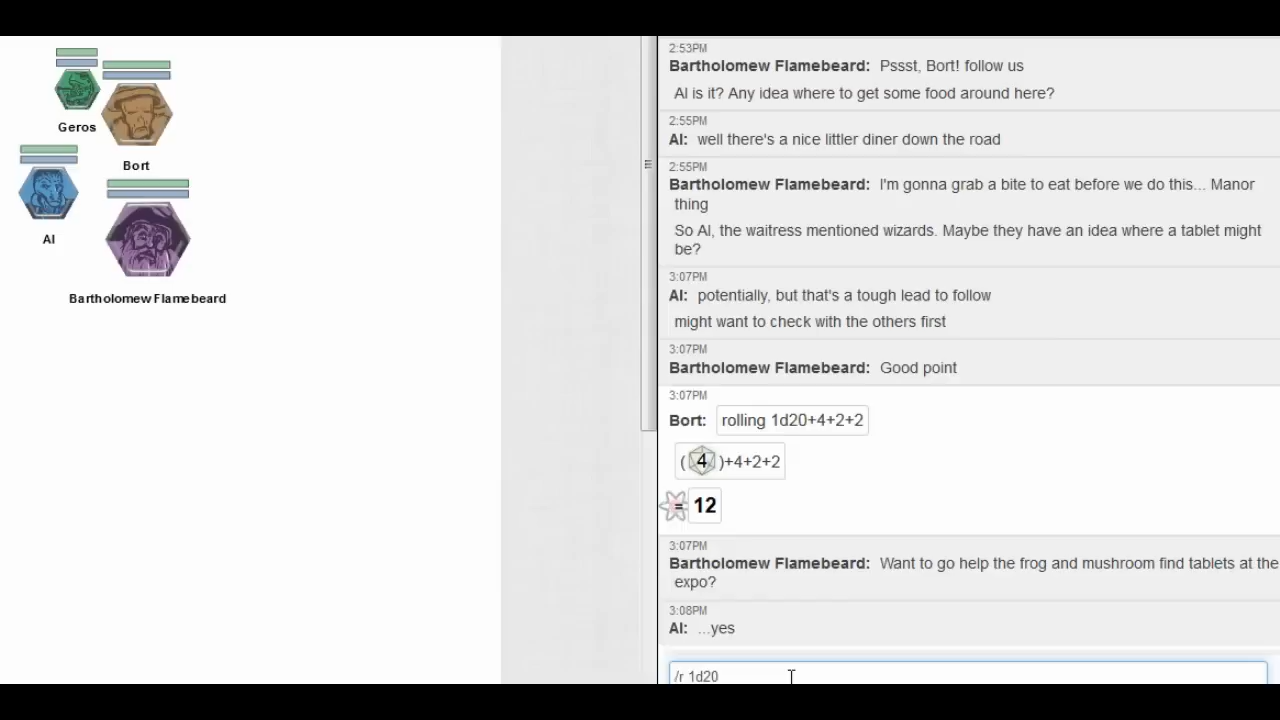 Geros
Bort
Al
Bartholomew Flamebeard
2:53PM
Bartholomew Flamebeard: Pssst, Bort! follow us
Al is it? Any idea where to get some food around here?
2:55PM
Al: well there's a nice littler diner down the road
2:55PM
Bartholomew Flamebeard: I'm gonna grab a bite to eat before we do this... Manor
thing
So Al, the waitress mentioned wizards. Maybe they have an idea where a tablet might
be?
3:07PM
Al: potentially, but that's a tough lead to follow
might want to check with the others first
3:07PM
Bartholomew Flamebeard: Good point
3:07PM
Bort: rolling 1d20+4+2+2
(4)+4+2+2
= 12
3:07PM
Bartholomew Flamebeard: Want to go help the frog and mushroom find tablets at the
expo?
3:08PM
Al: ...yes
/r 1d20